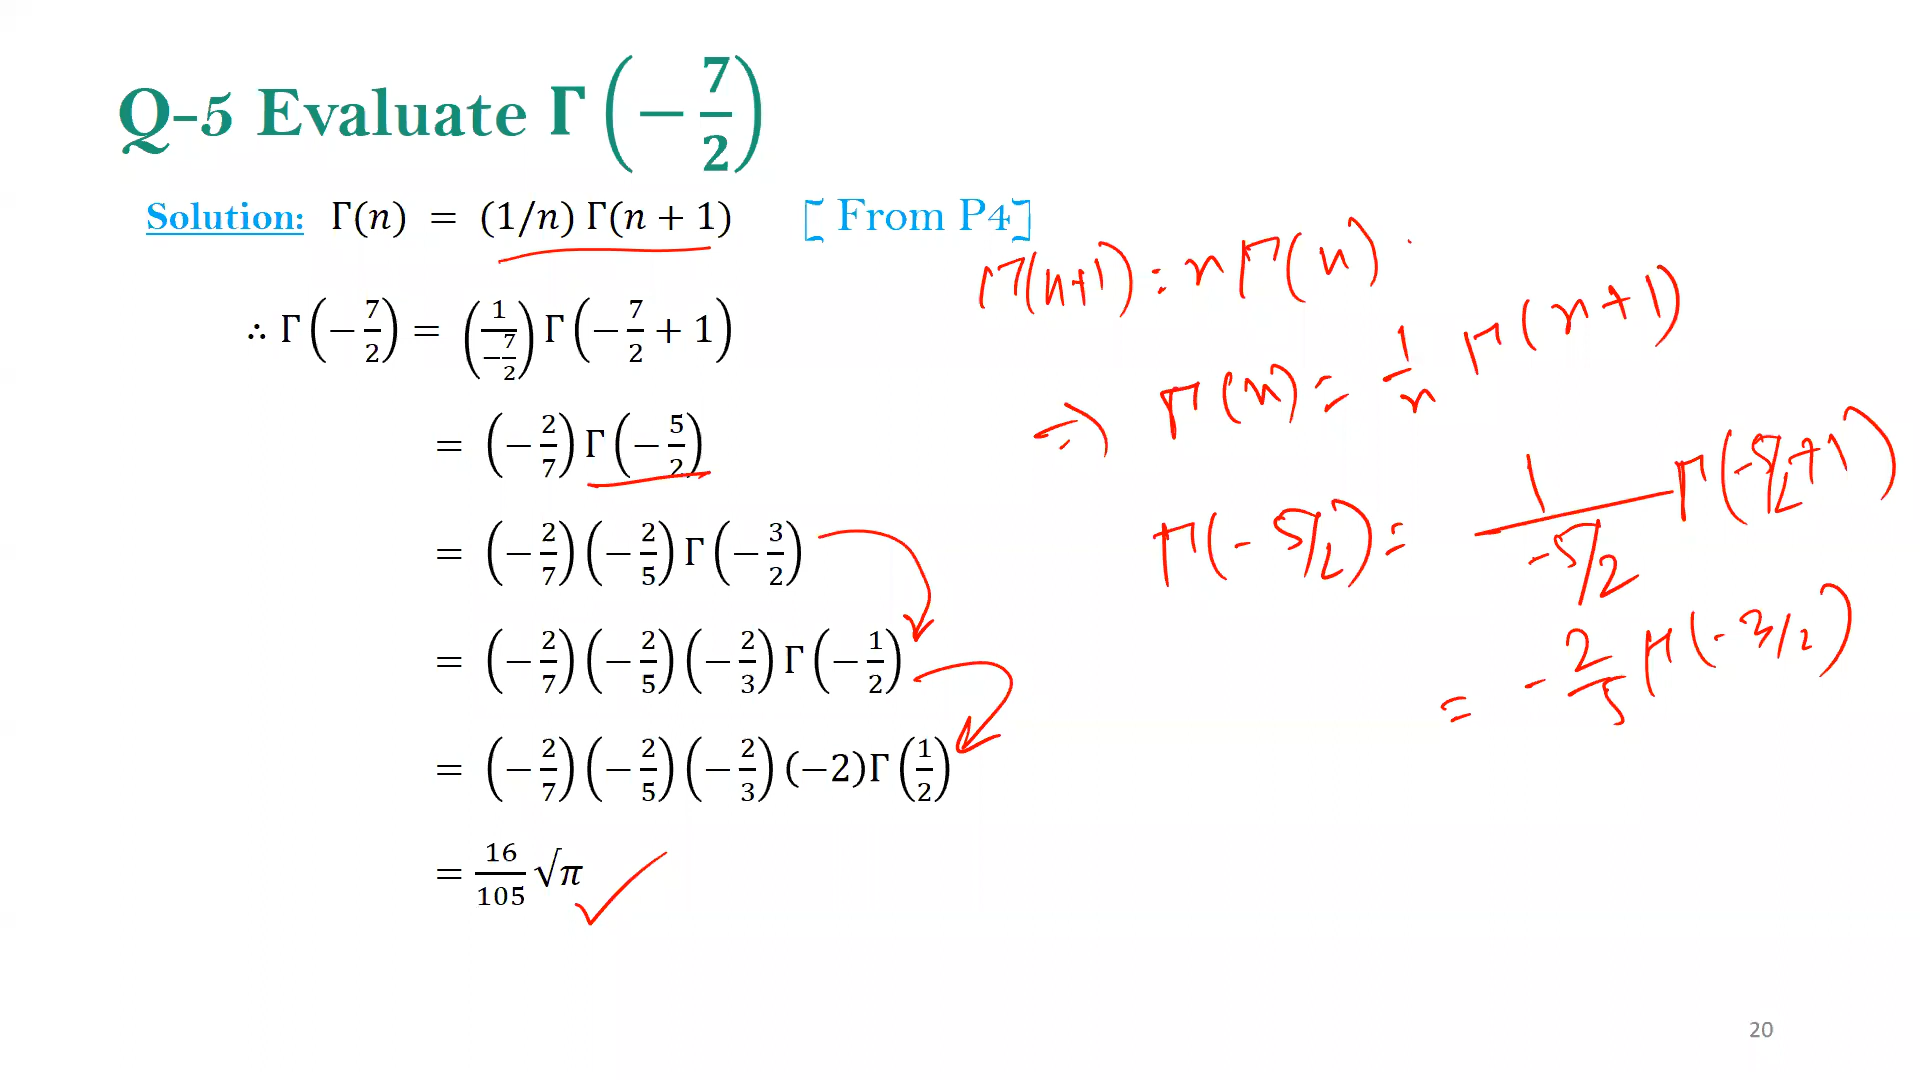 Q-5 Evaluate Γ(−7/2)
Solution: Γ(n) = (1/n) Γ(n + 1) [ From P4]
Γ(n+1) = n Γ(n) .
∴ Γ(−7/2) = (1/−7/2) Γ(−7/2 + 1)
⇒ Γ(n) = 1/n Γ(n+1)
= (−2/7) Γ(−5/2)
Γ(-5/2) = 1/-5/2 Γ(-5/2+1)
= (−2/7)(−2/5) Γ(−3/2)
= (−2/7)(−2/5)(−2/3) Γ(−1/2)
= -2/5 Γ(-3/2)
= (−2/7)(−2/5)(−2/3)(−2)Γ(1/2)
= 16/105 √π
20